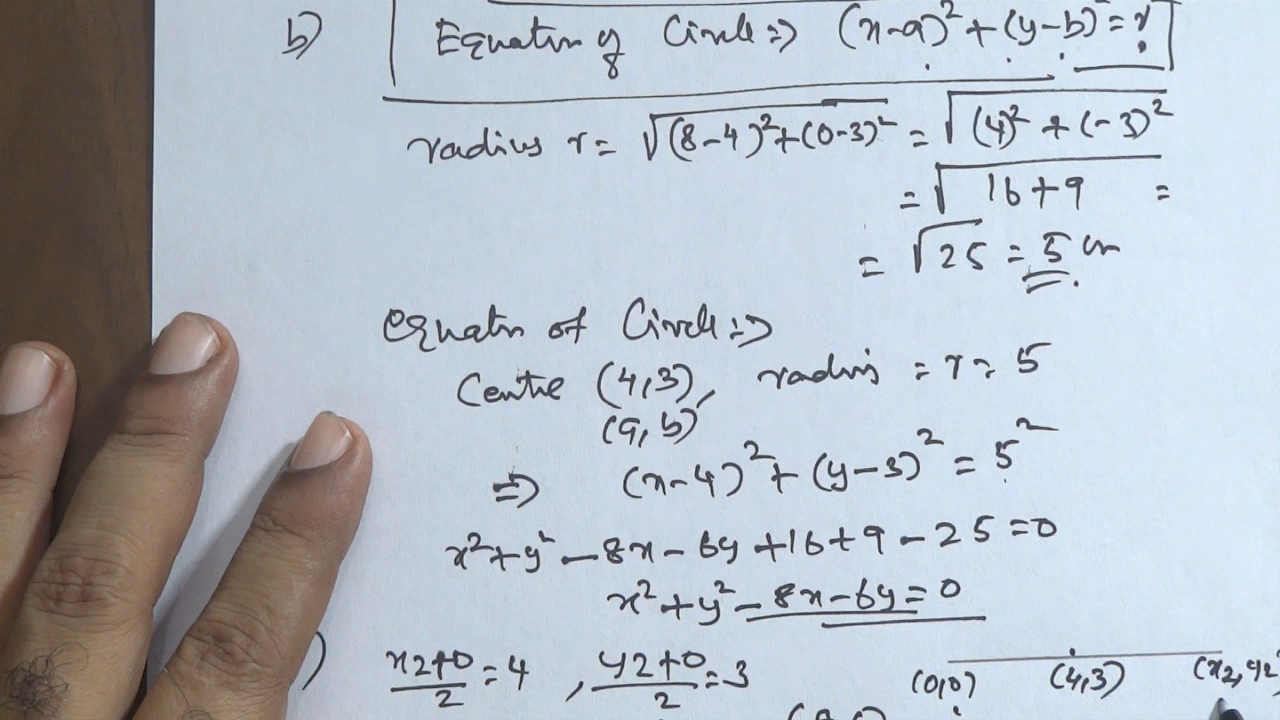 b) Equation of Circle => (x-a)² + (y-b)² = r
radius r = √(8-4)²+(0-3)² = √(4)² + (-3)²
= √16+9 =
= √25 = 5 cm
equatn of Circle =>
Centre (4,3), radius = r = 5
(a, b)
=> (x-4)² + (y-3)² = 5²
x²+y² - 8x - 6y + 16 + 9 - 25 = 0
x² + y² - 8x - 6y = 0
) x2+0/2 = 4 , y2+0/2 = 3 (0,0) (4,3) (x2, y2